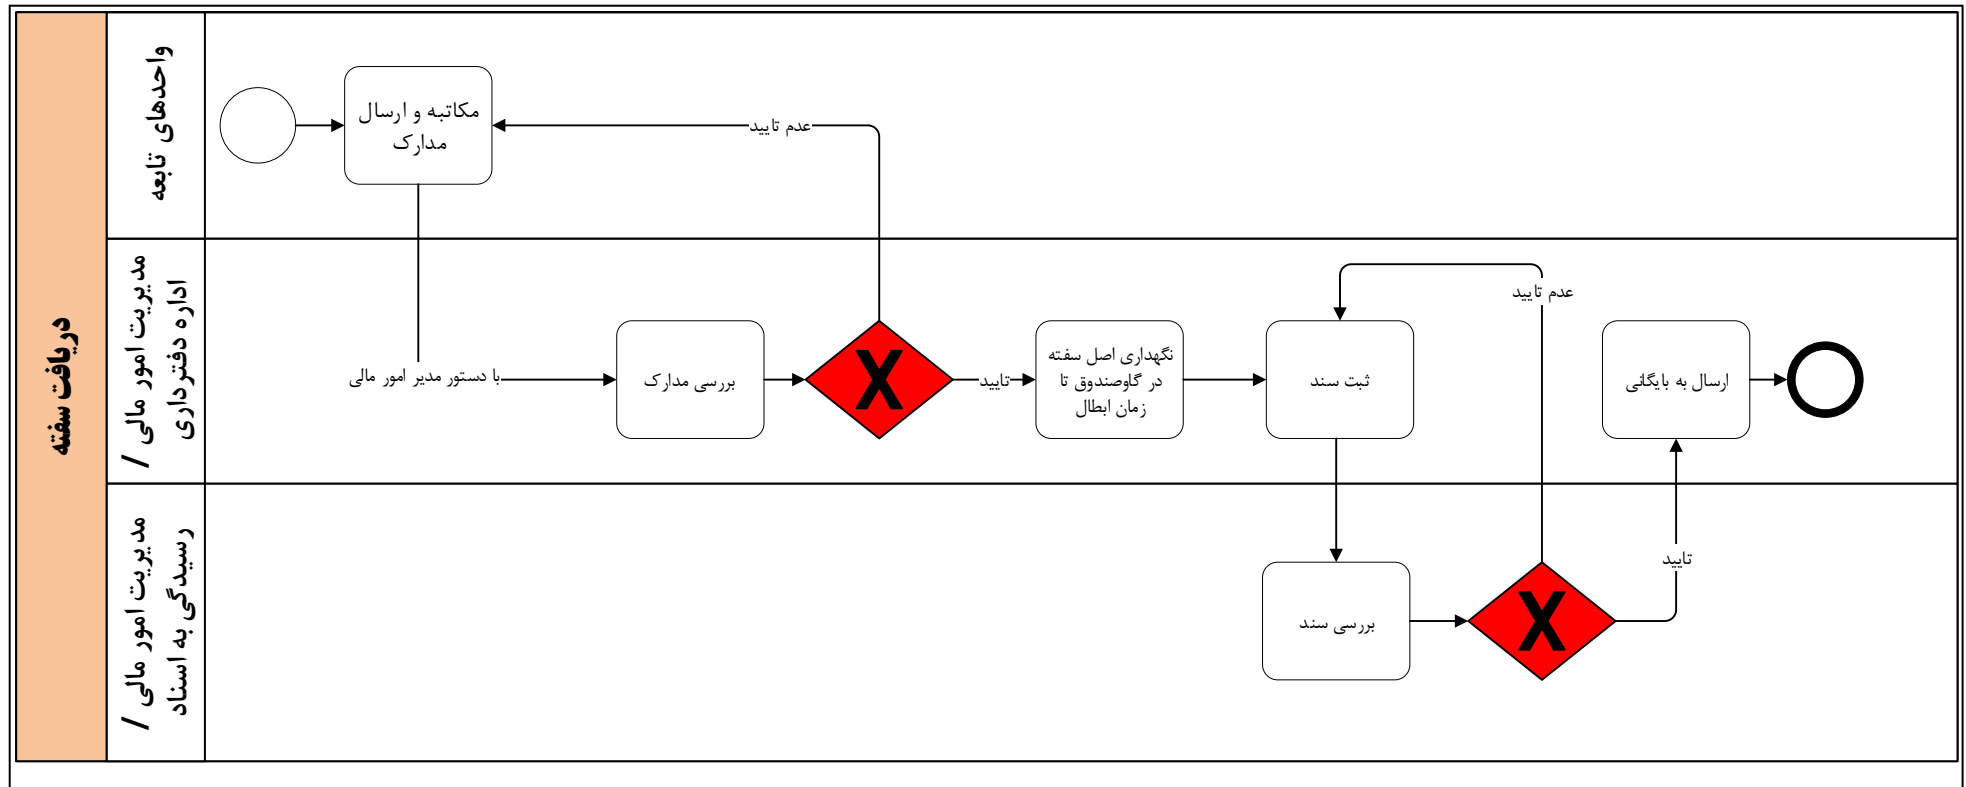 دریافت سفته
واحدهای تابعه
مکاتبه و ارسال
مدارک
عدم تایید
مدیریت امور مالی /
اداره دفترداری
با دستور مدیر امور مالی
بررسی مدارک
X
تایید
نگهداری اصل سفته
در گاوصندوق تا
زمان ابطال
ثبت سند
عدم تایید
ارسال به بایگانی
مدیریت امور مالی /
رسیدگی به اسناد
بررسی سند
X
تایید